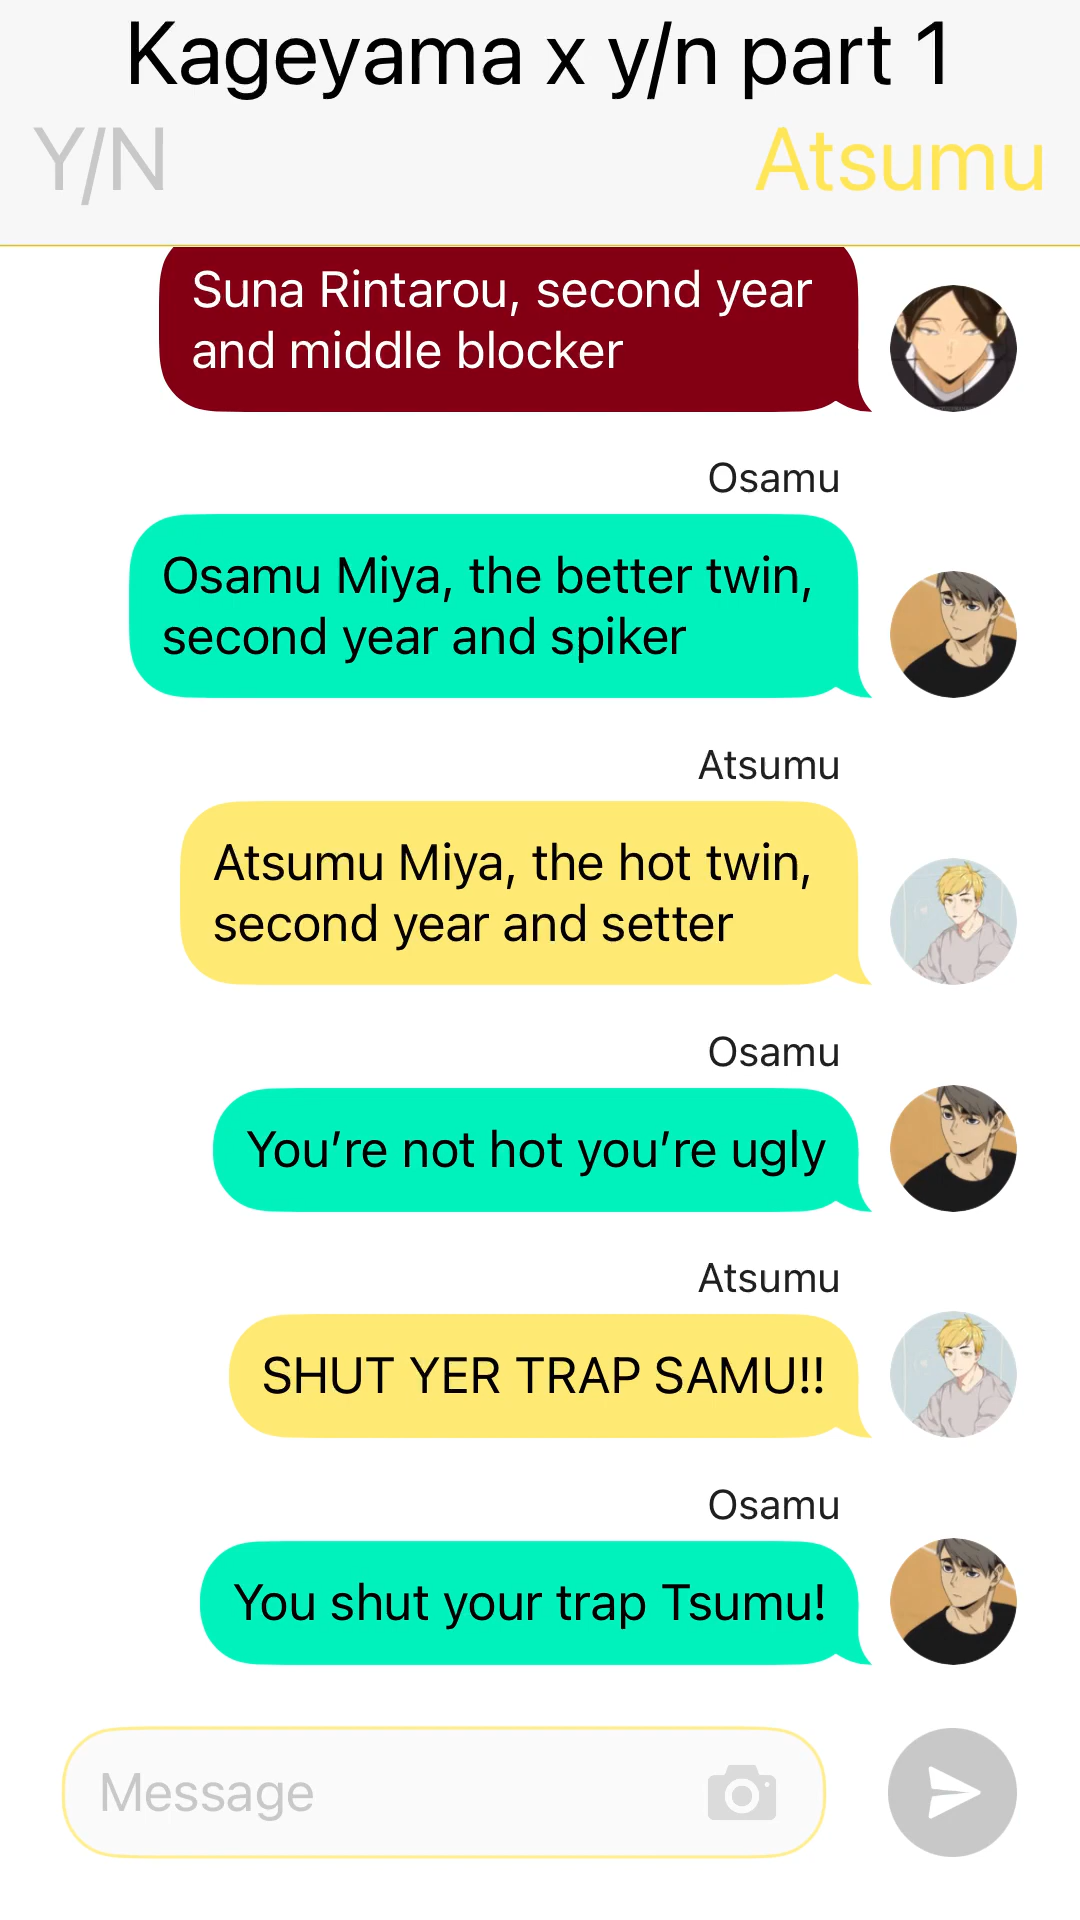 Kageyama x y/n part 1
Y/N
Atsumu
Suna Rintarou, second year
and middle blocker
Osamu
Osamu Miya, the better twin,
second year and spiker
Atsumu
Atsumu Miya, the hot twin,
second year and setter
Osamu
You’re not hot you’re ugly
Atsumu
SHUT YER TRAP SAMU!!
Osamu
You shut your trap Tsumu!
Message